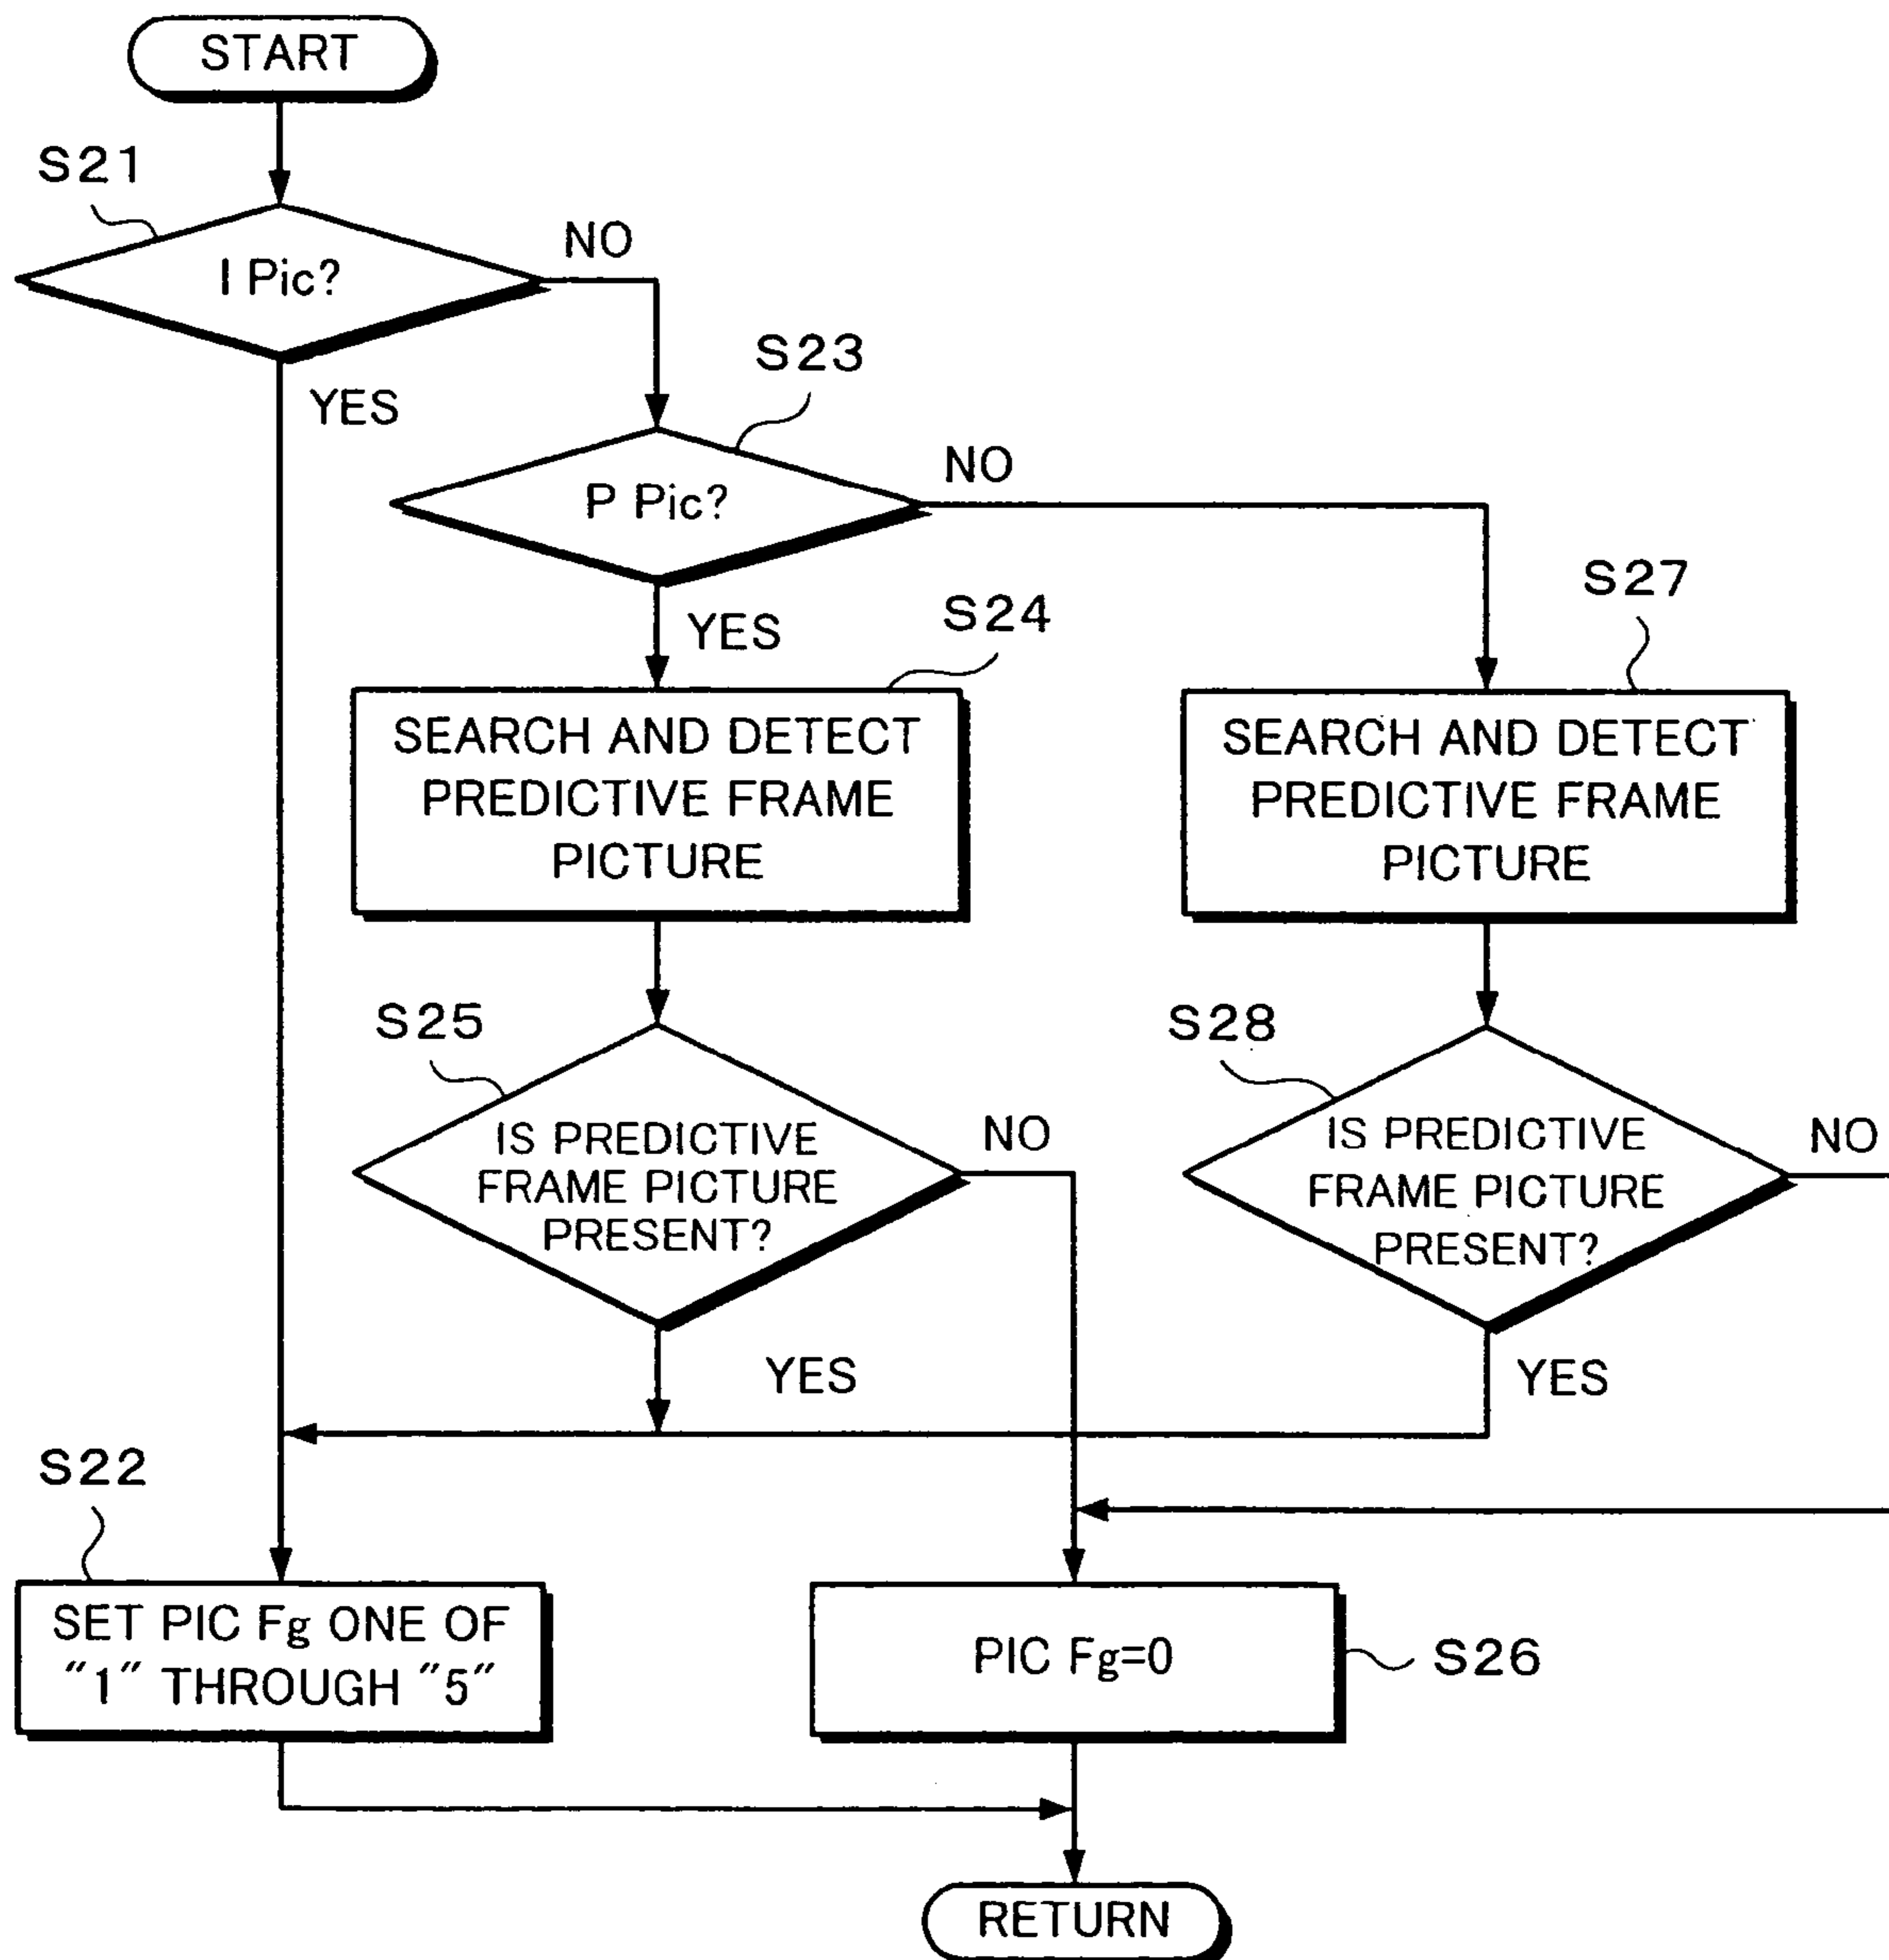 START
S21
I Pic?
NO
YES
S23
P Pic?
NO
YES
S24
SEARCH AND DETECT
PREDICTIVE FRAME
PICTURE
S27
SEARCH AND DETECT
PREDICTIVE FRAME
PICTURE
S25
IS PREDICTIVE
FRAME PICTURE
PRESENT?
NO
YES
S28
IS PREDICTIVE
FRAME PICTURE
PRESENT?
NO
YES
S22
SET PIC Fg ONE OF
"1" THROUGH "5"
PIC Fg=0
S26
RETURN